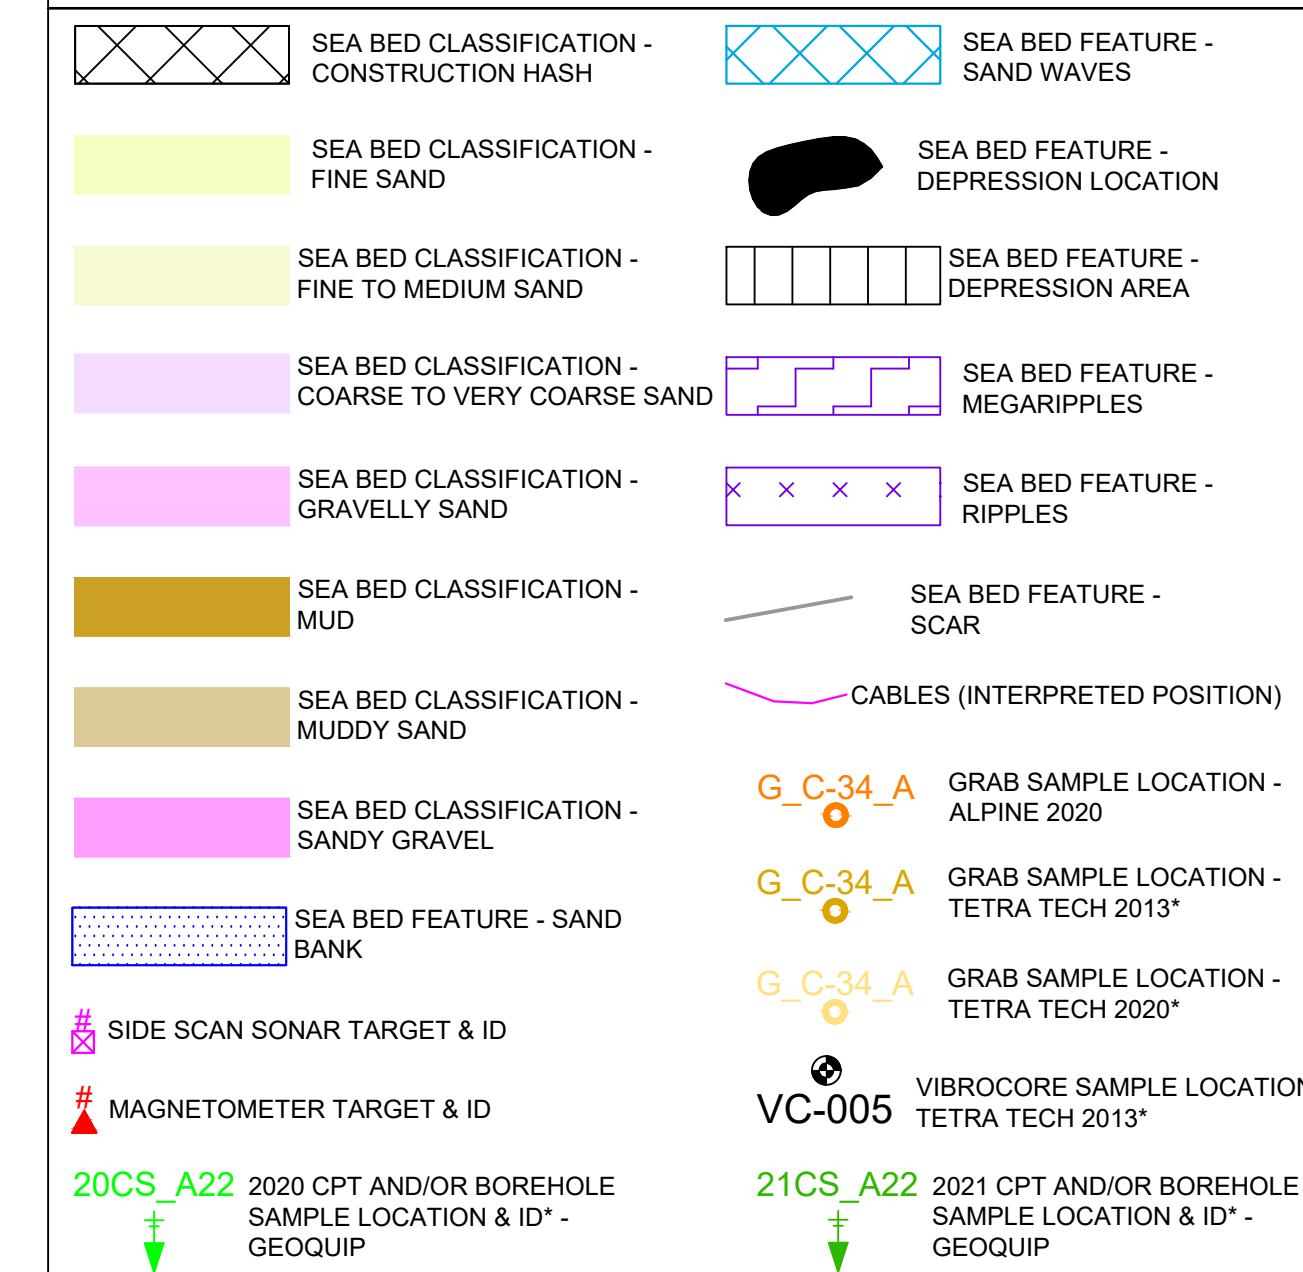 SEA BED CLASSIFICATION -
CONSTRUCTION HASH
SEA BED CLASSIFICATION -
FINE SAND
SEA BED CLASSIFICATION -
FINE TO MEDIUM SAND
SEA BED CLASSIFICATION -
COARSE TO VERY COARSE SAND
SEA BED CLASSIFICATION -
GRAVELLY SAND
SEA BED CLASSIFICATION -
MUD
SEA BED CLASSIFICATION -
MUDDY SAND
SEA BED CLASSIFICATION -
SANDY GRAVEL
SEA BED FEATURE - SAND
BANK
#
SIDE SCAN SONAR TARGET & ID
#
MAGNETOMETER TARGET & ID
20CS_A22
2020 CPT AND/OR BOREHOLE
SAMPLE LOCATION & ID* -
GEOQUIP
SEA BED FEATURE -
SAND WAVES
SEA BED FEATURE -
DEPRESSION LOCATION
SEA BED FEATURE -
DEPRESSION AREA
SEA BED FEATURE -
MEGARIPPLES
SEA BED FEATURE -
RIPPLES
SEA BED FEATURE -
SCAR
CABLES (INTERPRETED POSITION)
G_C-34_A
GRAB SAMPLE LOCATION -
ALPINE 2020
G_C-34_A
GRAB SAMPLE LOCATION -
TETRA TECH 2013*
G_C-34_A
GRAB SAMPLE LOCATION -
TETRA TECH 2020*
VC-005
VIBROCORE SAMPLE LOCATION
TETRA TECH 2013*
21CS_A22
2021 CPT AND/OR BOREHOLE
SAMPLE LOCATION & ID* -
GEOQUIP